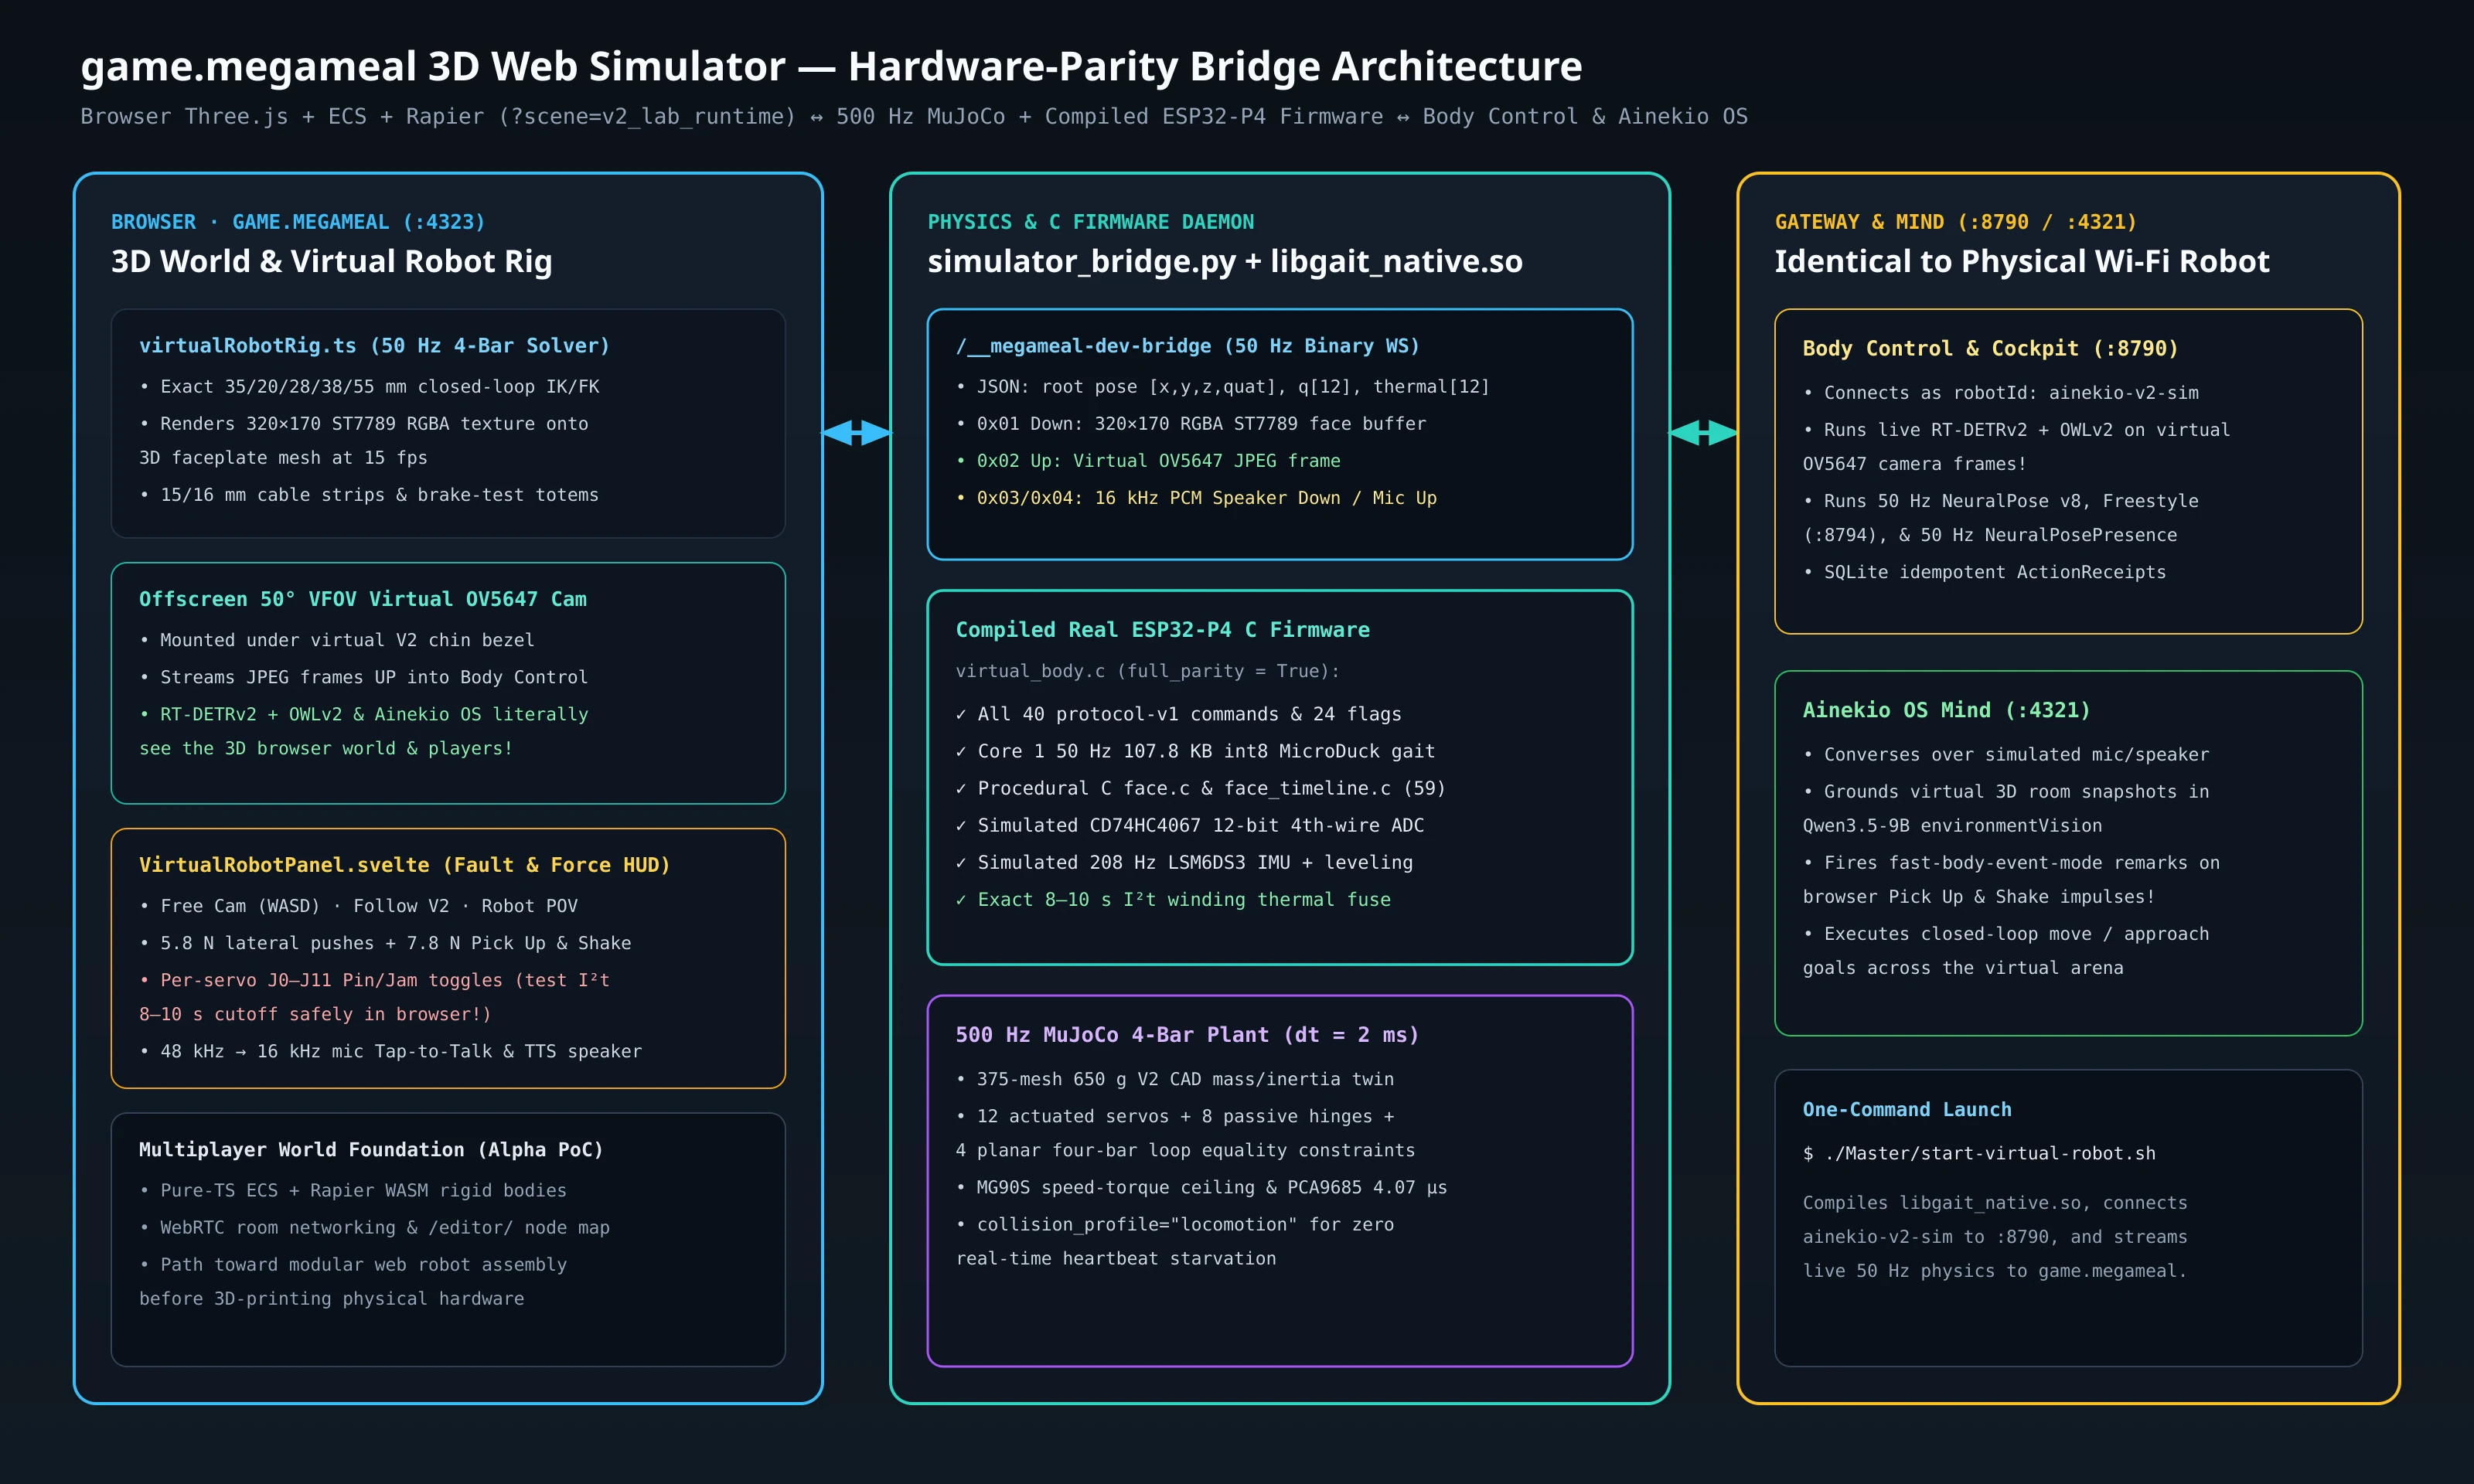 game.megameal 3D Web Simulator — Hardware-Parity Bridge Architecture
Browser Three.js + ECS + Rapier (?scene=v2_lab_runtime) ↔ 500 Hz MuJoCo + Compiled ESP32-P4 Firmware ↔ Body Control & Ainekio OS
BROWSER · GAME.MEGAMEAL (:4323)
3D World & Virtual Robot Rig
virtualRobotRig.ts (50 Hz 4-Bar Solver)
• Exact 35/20/28/38/55 mm closed-loop IK/FK
• Renders 320×170 ST7789 RGBA texture onto
3D faceplate mesh at 15 fps
• 15/16 mm cable strips & brake-test totems
Offscreen 50° VFOV Virtual OV5647 Cam
• Mounted under virtual V2 chin bezel
• Streams JPEG frames UP into Body Control
• RT-DETRv2 + OWLv2 & Ainekio OS literally
see the 3D browser world & players!
VirtualRobotPanel.svelte (Fault & Force HUD)
• Free Cam (WASD) · Follow V2 · Robot POV
• 5.8 N lateral pushes + 7.8 N Pick Up & Shake
• Per-servo J0–J11 Pin/Jam toggles (test I²t
8–10 s cutoff safely in browser!)
• 48 kHz → 16 kHz mic Tap-to-Talk & TTS speaker
Multiplayer World Foundation (Alpha PoC)
• Pure-TS ECS + Rapier WASM rigid bodies
• WebRTC room networking & /editor/ node map
• Path toward modular web robot assembly
before 3D-printing physical hardware
PHYSICS & C FIRMWARE DAEMON
simulator_bridge.py + libgait_native.so
/__megameal-dev-bridge (50 Hz Binary WS)
• JSON: root pose [x,y,z,quat], q[12], thermal[12]
• 0x01 Down: 320×170 RGBA ST7789 face buffer
• 0x02 Up: Virtual OV5647 JPEG frame
• 0x03/0x04: 16 kHz PCM Speaker Down / Mic Up
Compiled Real ESP32-P4 C Firmware
virtual_body.c (full_parity = True):
✓ All 40 protocol-v1 commands & 24 flags
✓ Core 1 50 Hz 107.8 KB int8 MicroDuck gait
✓ Procedural C face.c & face_timeline.c (59)
✓ Simulated CD74HC4067 12-bit 4th-wire ADC
✓ Simulated 208 Hz LSM6DS3 IMU + leveling
✓ Exact 8–10 s I²t winding thermal fuse
500 Hz MuJoCo 4-Bar Plant (dt = 2 ms)
• 375-mesh 650 g V2 CAD mass/inertia twin
• 12 actuated servos + 8 passive hinges +
4 planar four-bar loop equality constraints
• MG90S speed-torque ceiling & PCA9685 4.07 µs
• collision_profile="locomotion" for zero
real-time heartbeat starvation
GATEWAY & MIND (:8790 / :4321)
Identical to Physical Wi-Fi Robot
Body Control & Cockpit (:8790)
• Connects as robotId: ainekio-v2-sim
• Runs live RT-DETRv2 + OWLv2 on virtual
OV5647 camera frames!
• Runs 50 Hz NeuralPose v8, Freestyle
(:8794), & 50 Hz NeuralPosePresence
• SQLite idempotent ActionReceipts
Ainekio OS Mind (:4321)
• Converses over simulated mic/speaker
• Grounds virtual 3D room snapshots in
Qwen3.5-9B environmentVision
• Fires fast-body-event-mode remarks on
browser Pick Up & Shake impulses!
• Executes closed-loop move / approach
goals across the virtual arena
One-Command Launch
$ ./Master/start-virtual-robot.sh
Compiles libgait_native.so, connects
ainekio-v2-sim to :8790, and streams
live 50 Hz physics to game.megameal.